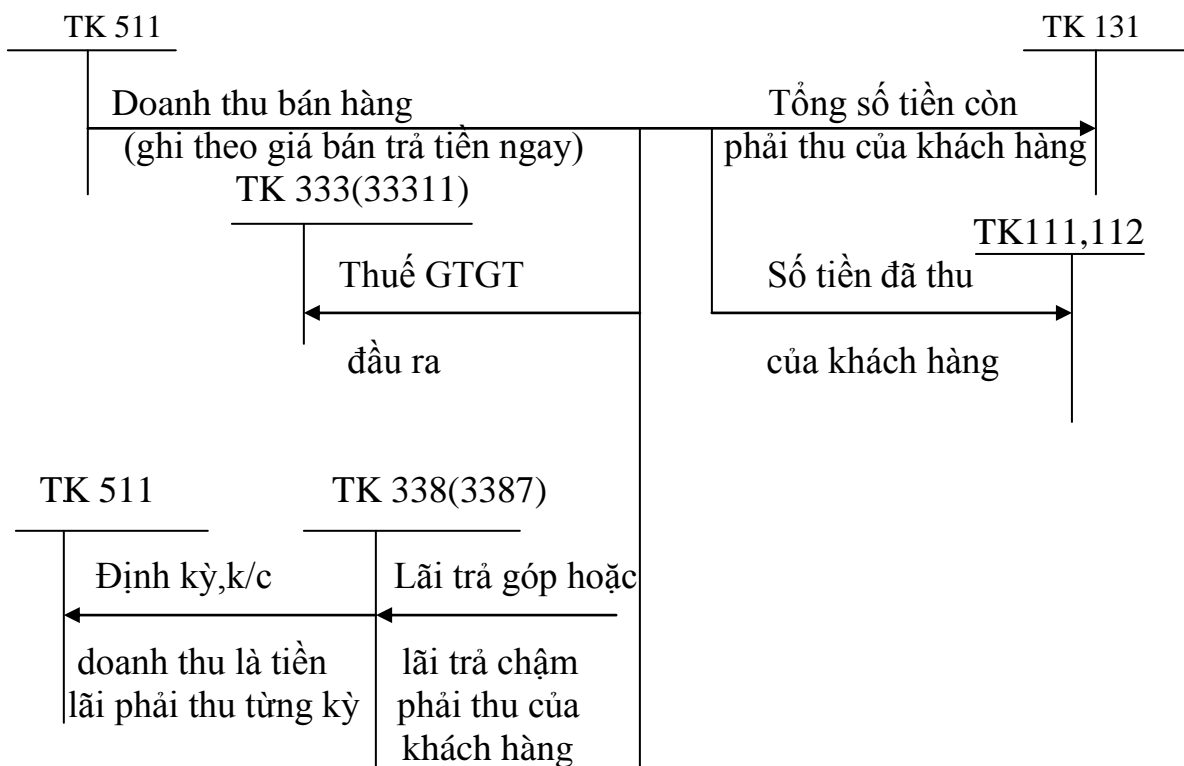 TK 511
TK 131
Doanh thu bán hàng
Tổng số tiền còn
(ghi theo giá bán trả tiền ngay)
phải thu của khách hàng
TK 333(33311)
TK111,112
Thuế GTGT
Số tiền đã thu
đầu ra
của khách hàng
TK 511
TK 338(3387)
Định kỳ,k/c
Lãi trả góp hoặc
doanh thu là tiền
lãi trả chậm
lãi phải thu từng kỳ
phải thu của
khách hàng